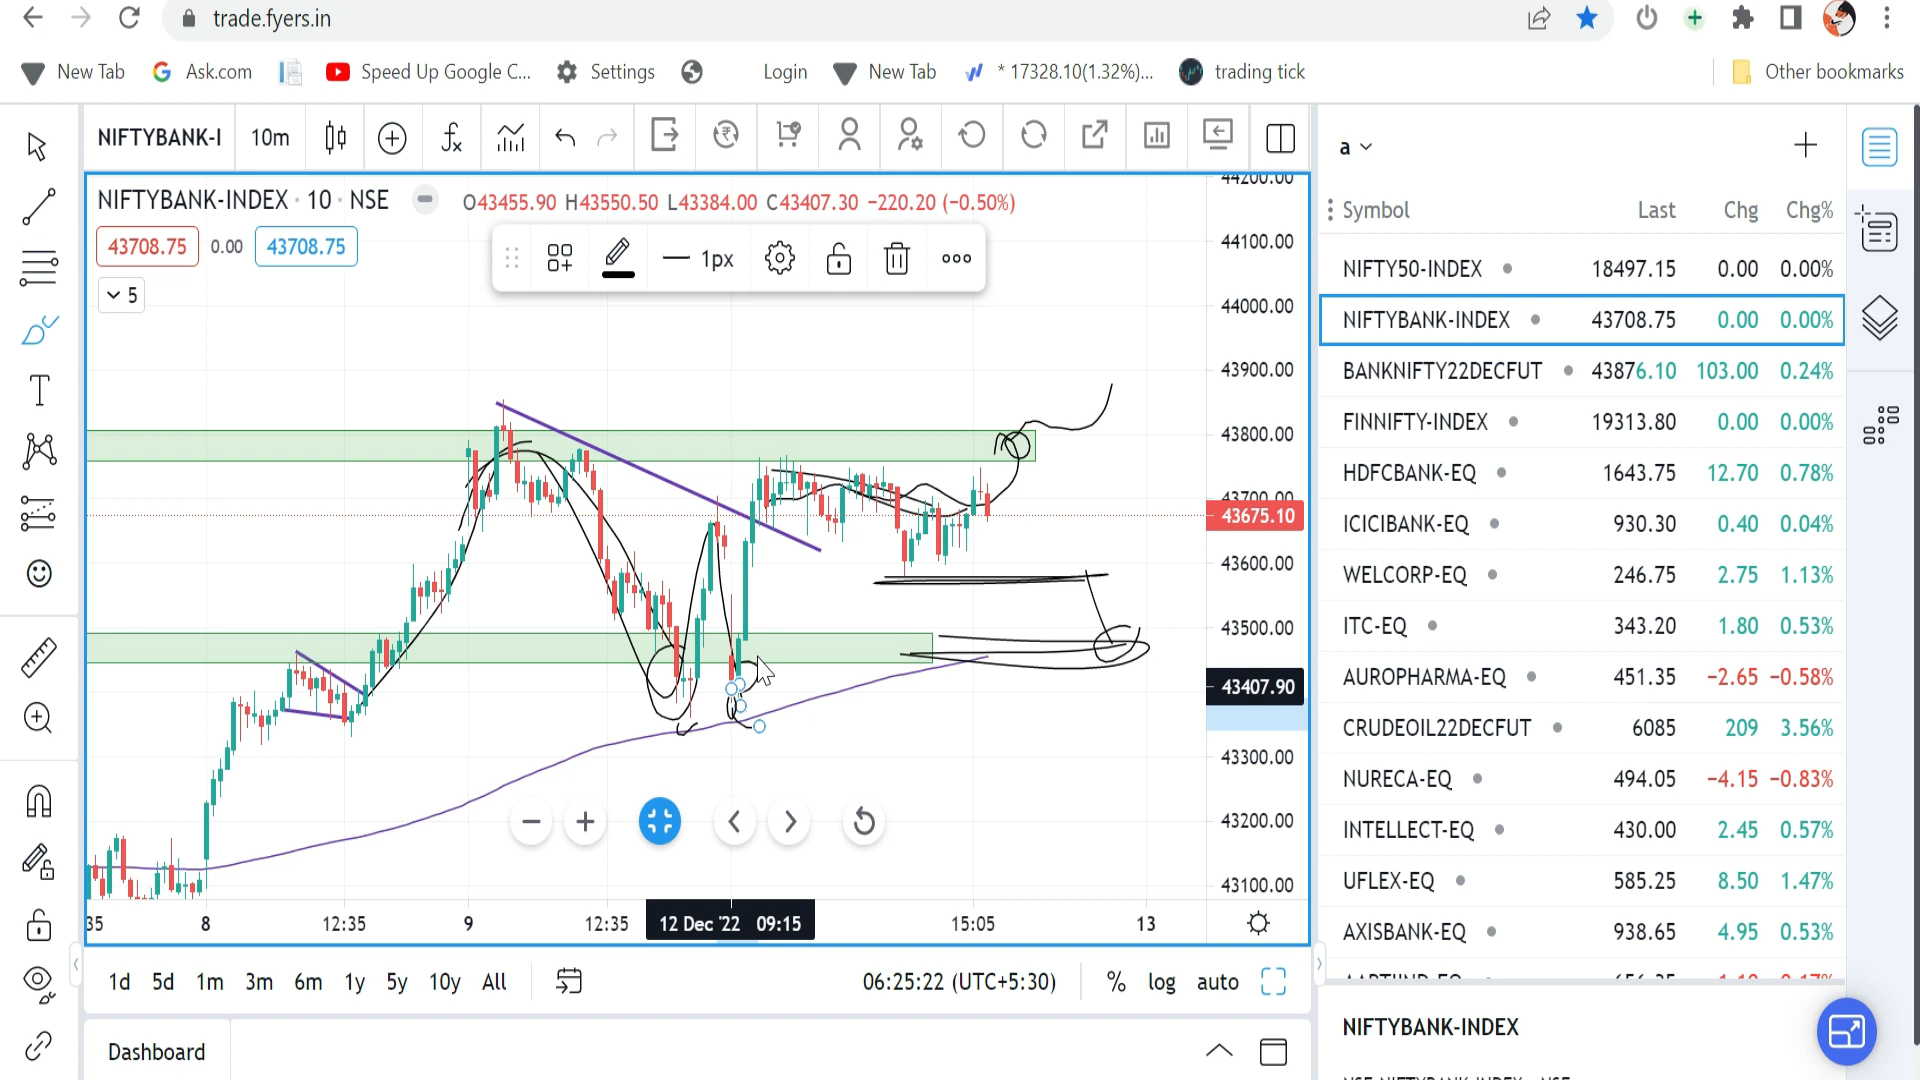 trade.fyers.in
New Tab Ask.com Speed Up Google C... Settings Login New Tab * 17328.10(1.32%)... trading tick Other bookmarks
NIFTYBANK-I 10m
NIFTYBANK-INDEX · 10 · NSE O43455.90 H43550.50 L43384.00 C43407.30 −220.20 (−0.50%)
43708.75 0.00 43708.75
5
1px
44200.00
44100.00
44000.00
43900.00
43800.00
43700.00
43675.10
43600.00
43500.00
43407.90
43300.00
43200.00
43100.00
35 8 12:35 9 12:35 12 Dec '22 09:15 15:05 13
1d 5d 1m 3m 6m 1y 5y 10y All 06:25:22 (UTC+5:30) % log auto
Dashboard
a
Symbol Last Chg Chg%
NIFTY50-INDEX 18497.15 0.00 0.00%
NIFTYBANK-INDEX 43708.75 0.00 0.00%
BANKNIFTY22DECFUT 43876.10 103.00 0.24%
FINNIFTY-INDEX 19313.80 0.00 0.00%
HDFCBANK-EQ 1643.75 12.70 0.78%
ICICIBANK-EQ 930.30 0.40 0.04%
WELCORP-EQ 246.75 2.75 1.13%
ITC-EQ 343.20 1.80 0.53%
AUROPHARMA-EQ 451.35 −2.65 −0.58%
CRUDEOIL22DECFUT 6085 209 3.56%
NURECA-EQ 494.05 −4.15 −0.83%
INTELLECT-EQ 430.00 2.45 0.57%
UFLEX-EQ 585.25 8.50 1.47%
AXISBANK-EQ 938.65 4.95 0.53%
NIFTYBANK-INDEX